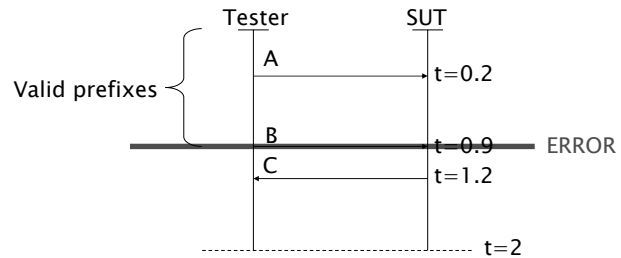 Tester SUT
A
t=0.2
Valid prefixes
B
t=0.9
ERROR
C
t=1.2
t=2